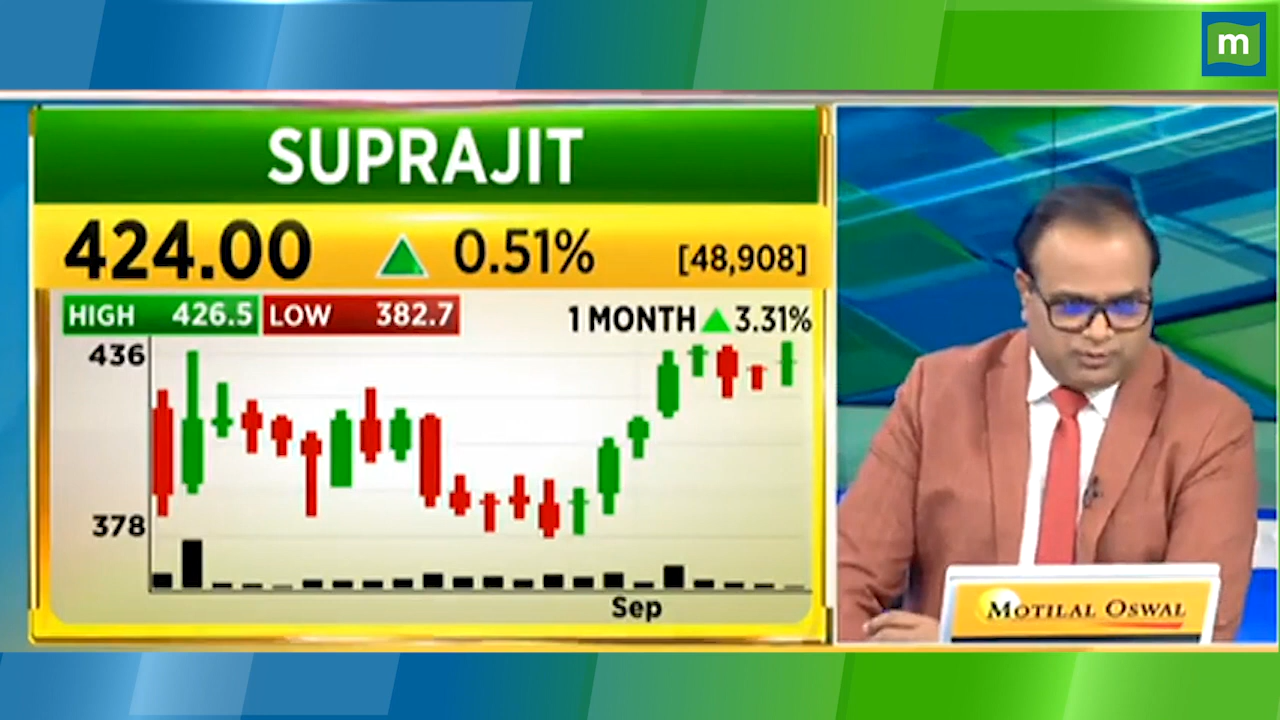 m
SUPRAJIT
424.00 0.51% [48,908]
HIGH 426.5 LOW 382.7 1 MONTH 3.31%
436
378
Sep
MOTILAL OSWAL